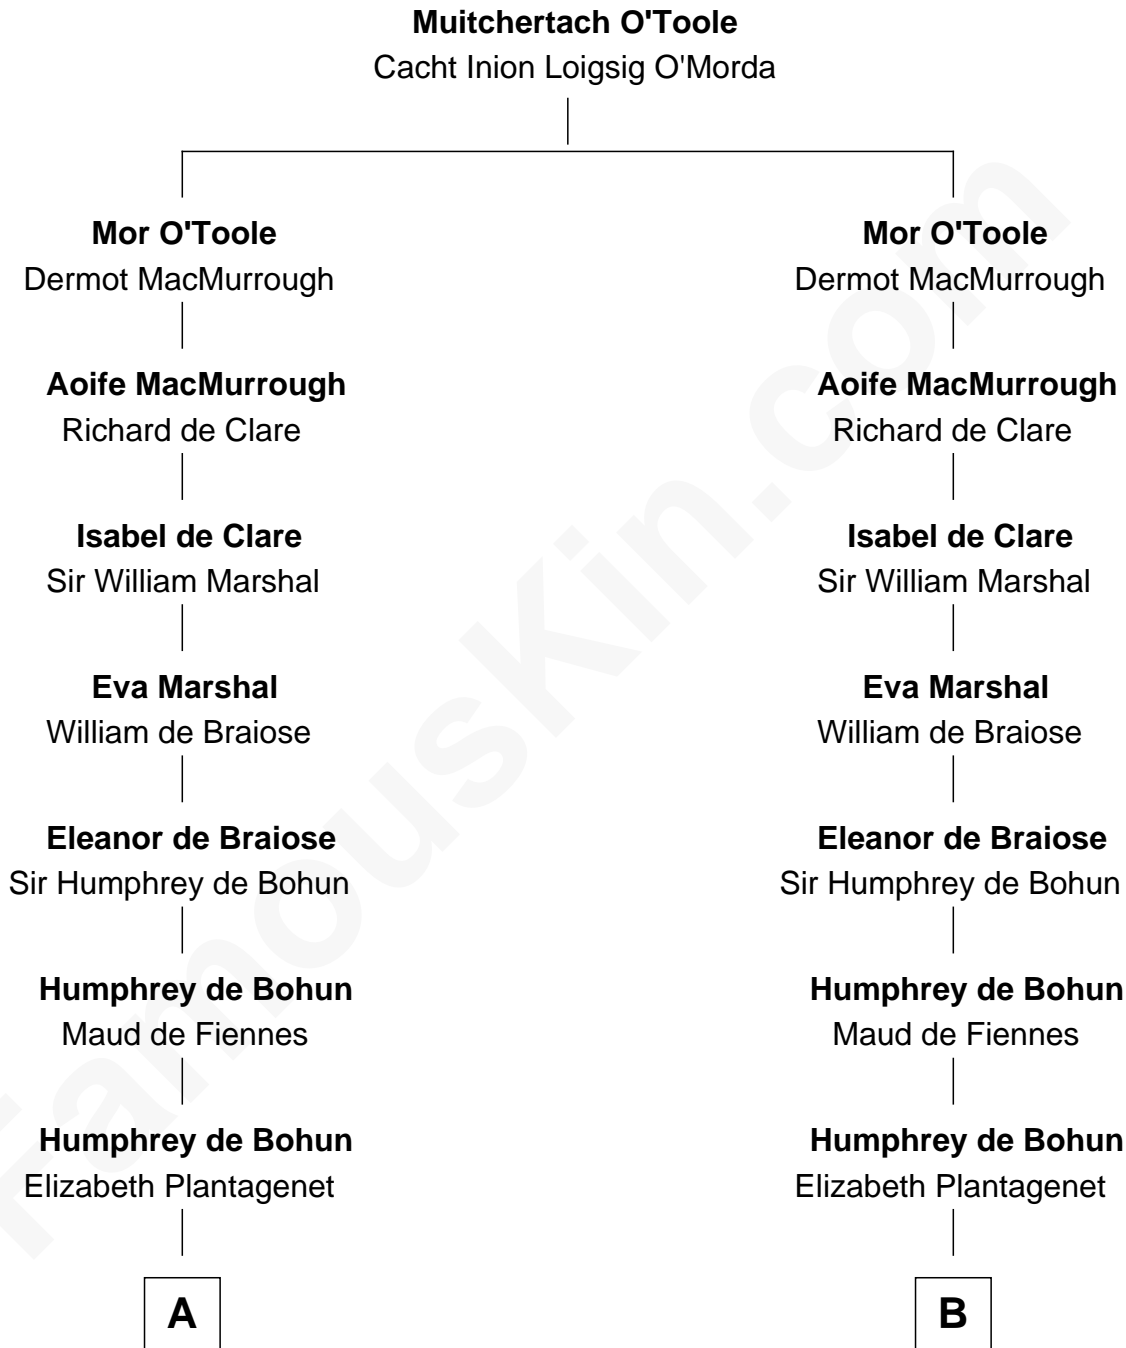 Muitchertach O'Toole
Cacht Inion Loigsig O'Morda
Mor O'Toole
Dermot MacMurrough
Aoife MacMurrough
Richard de Clare
Isabel de Clare
Sir William Marshal
Eva Marshal
William de Braiose
Eleanor de Braiose
Sir Humphrey de Bohun
Humphrey de Bohun
Maud de Fiennes
Humphrey de Bohun
Elizabeth Plantagenet
A
Mor O'Toole
Dermot MacMurrough
Aoife MacMurrough
Richard de Clare
Isabel de Clare
Sir William Marshal
Eva Marshal
William de Braiose
Eleanor de Braiose
Sir Humphrey de Bohun
Humphrey de Bohun
Maud de Fiennes
Humphrey de Bohun
Elizabeth Plantagenet
B
FamousKin.com